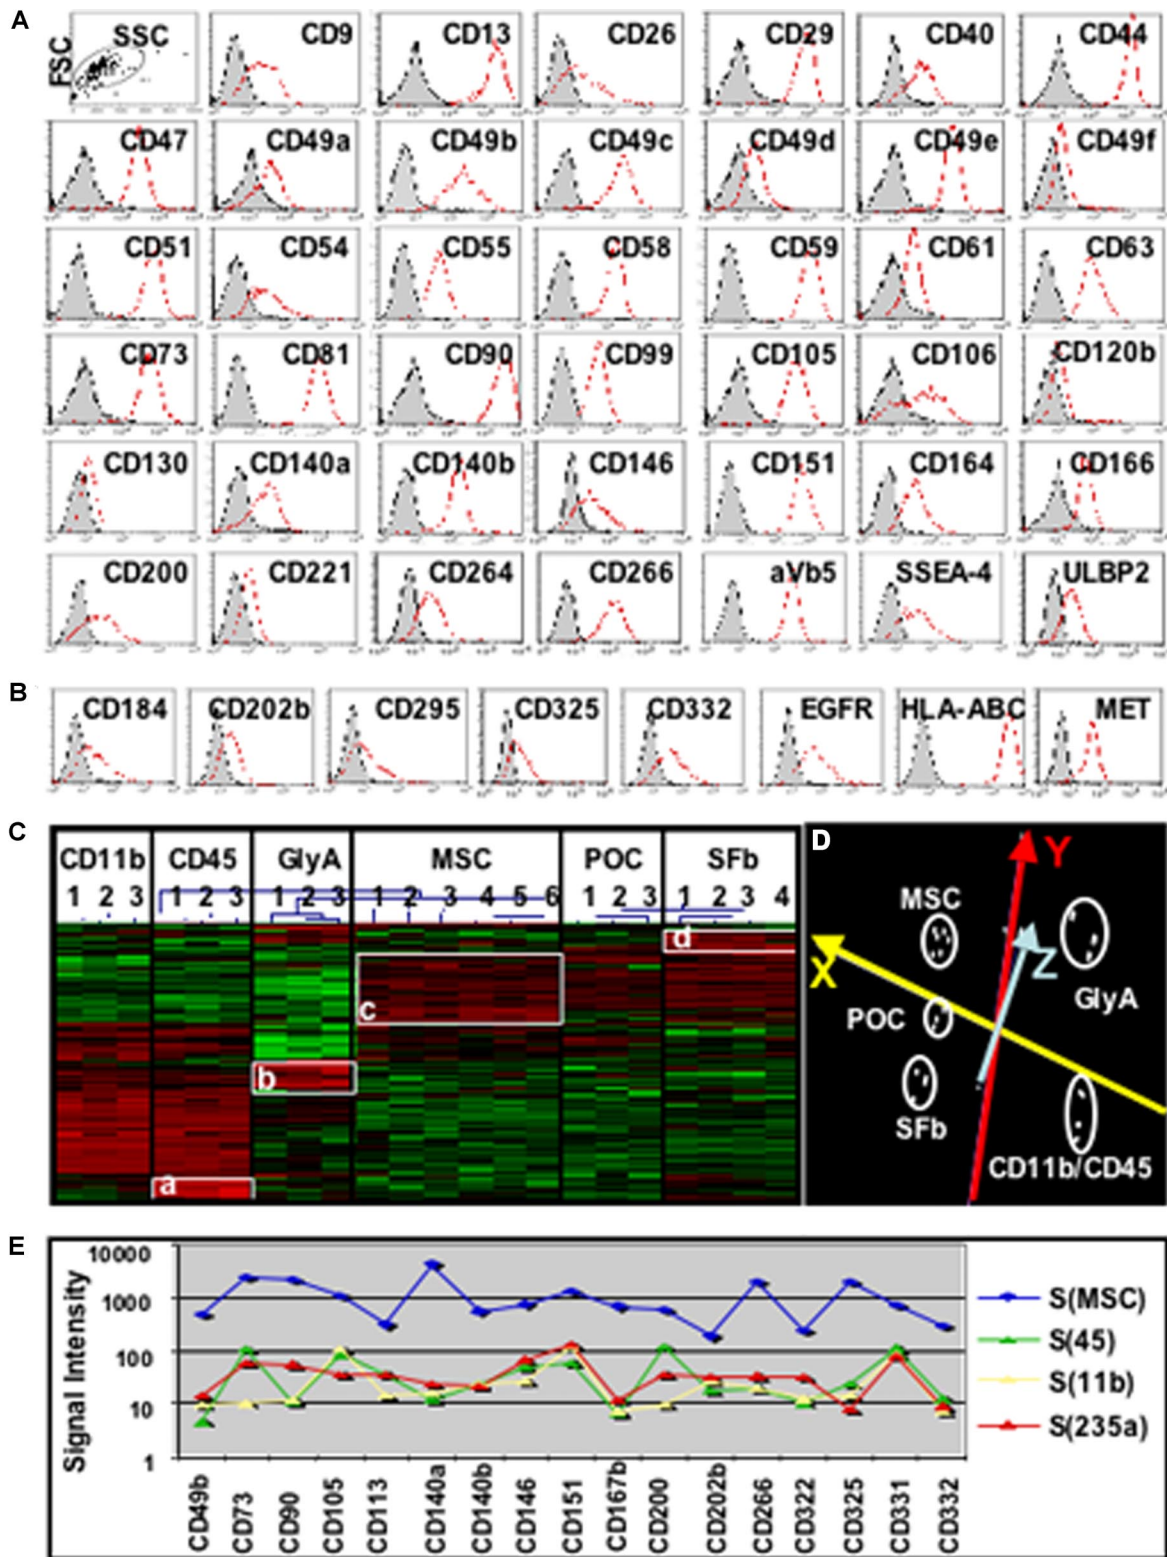 A
FSC SSC CD9 CD13 CD26 CD29 CD40 CD44
CD47 CD49a CD49b CD49c CD49d CD49e CD49f
CD51 CD54 CD55 CD58 CD59 CD61 CD63
CD73 CD81 CD90 CD99 CD105 CD106 CD120b
CD130 CD140a CD140b CD146 CD151 CD164 CD166
CD200 CD221 CD264 CD266 aVb5 SSEA-4 ULBP2
B
CD184 CD202b CD295 CD325 CD332 EGFR HLA-ABC MET
C
CD11b CD45 GlyA MSC POC SFb
1 2 3 1 2 3 1 2 3 1 2 3 4 5 6 1 2 3 1 2 3 4
d
c
b
a
D
Y
MSC
Z
X
GlyA
POC
SFb
CD11b/CD45
E
Signal Intensity
10000
1000
100
10
1
S(MSC)
S(45)
S(11b)
S(235a)
CD49b CD73 CD90 CD105 CD113 CD140a CD140b CD146 CD151 CD167b CD200 CD202b CD266 CD322 CD325 CD331 CD332